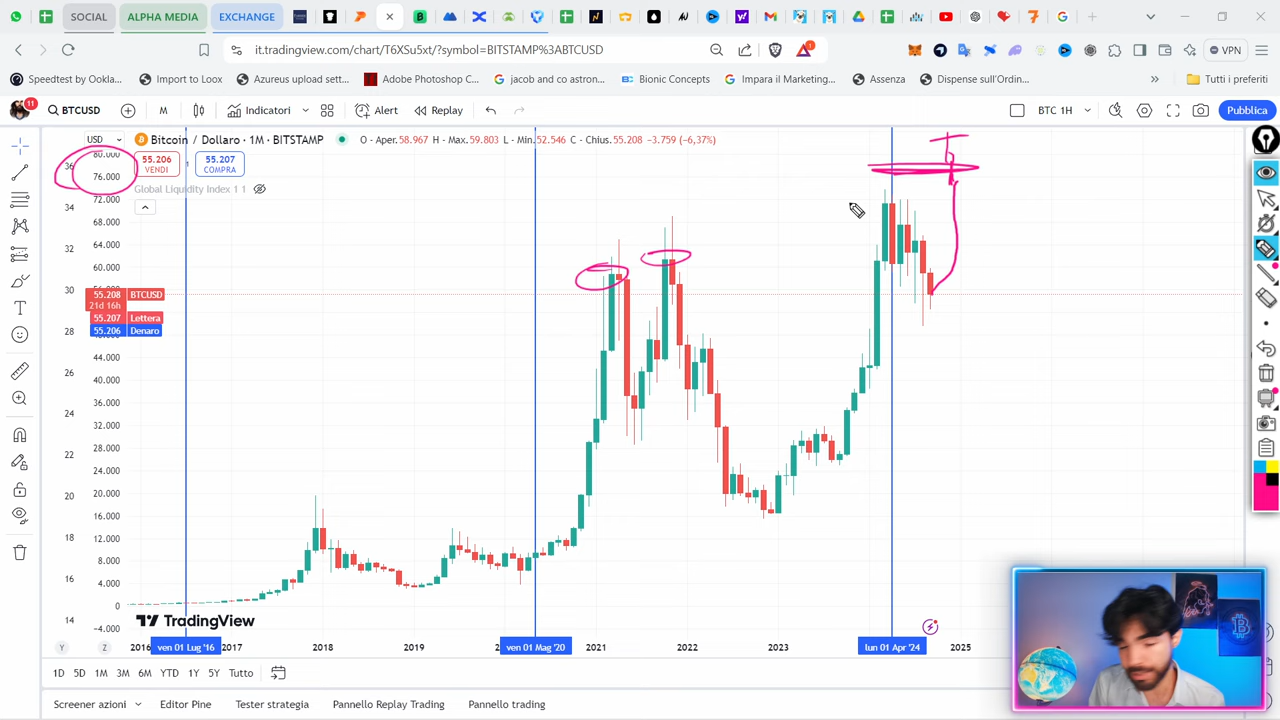 SOCIAL
ALPHA MEDIA
EXCHANGE
it.tradingview.com/chart/T6XSu5xt/?symbol=BITSTAMP%3ABTCUSD
1
VPN
Speedtest by Ookla...
Import to Loox
Azureus upload sett...
Adobe Photoshop C...
jacob and co astron...
Bionic Concepts
Impara il Marketing...
Assenza
Dispense sull'Ordin...
Tutti i preferiti
11
BTCUSD
M
Indicatori
Alert
Replay
BTC 1H
Pubblica
USD
Bitcoin / Dollaro · 1M · BITSTAMP
O - Aper.58.967 H - Max.59.803 L - Min.52.546 C - Chius.55.208 -3.759 (-6,37%)
55.206
VENDI
1
55.207
COMPRA
Global Liquidity Index 1 1
80.000
76.000
72.000
68.000
64.000
60.000
55.208 BTCUSD
21d 16h
55.207 Lettera
55.206 Denaro
44.000
40.000
36.000
32.000
28.000
24.000
20.000
16.000
12.000
8.000
4.000
0
-4.000
36
34
32
30
28
26
24
22
20
18
16
14
TradingView
Y
Z
2016
ven 01 Lug '16
2017
2018
2019
ven 01 Mag '20
2021
2022
2023
lun 01 Apr '24
2025
1D
5D
1M
3M
6M
YTD
1Y
5Y
Tutto
Screener azioni
Editor Pine
Tester strategia
Pannello Replay Trading
Pannello trading